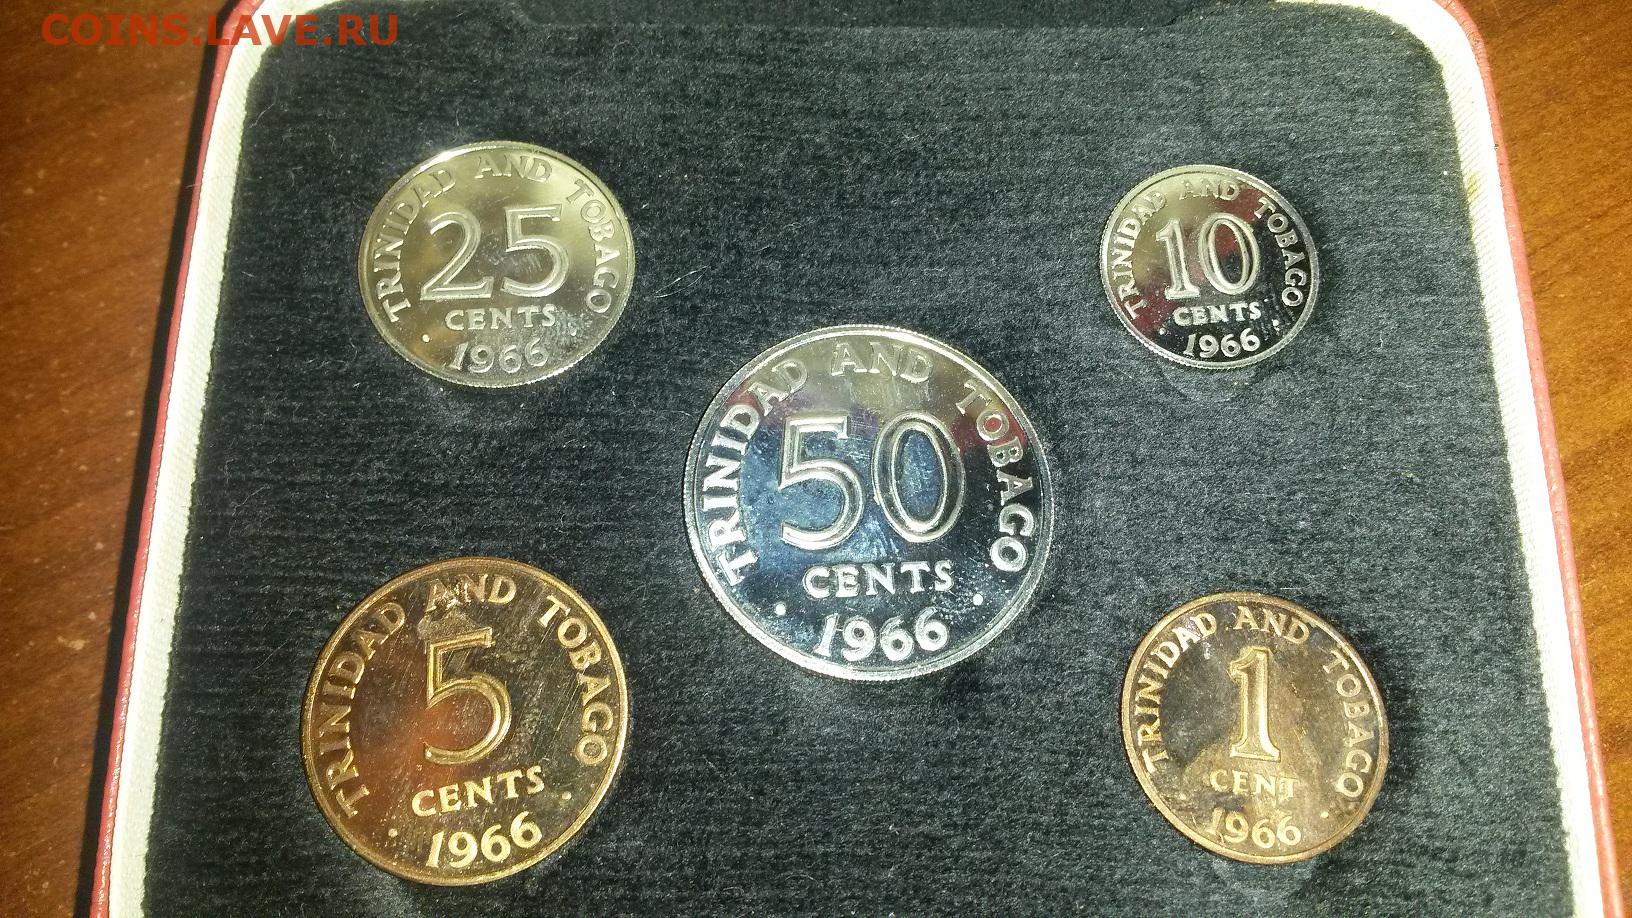 COINS.LAVE.RU
TRINIDAD AND TOBAGO
25
CENTS
1966
TRINIDAD AND TOBAGO
10
CENTS
1966
TRINIDAD AND TOBAGO
50
CENTS
1966
TRINIDAD AND TOBAGO
5
CENTS
1966
TRINIDAD AND TOBAGO
1
CENT
1966